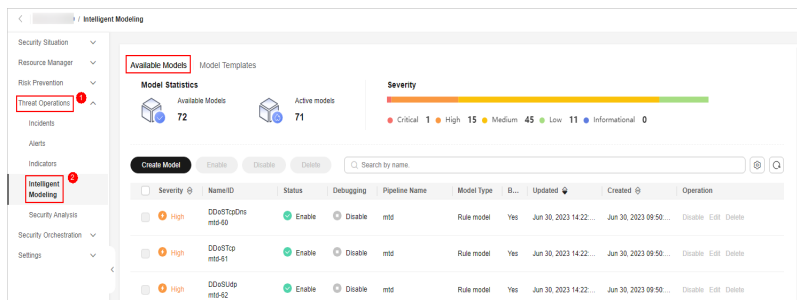 / Intelligent Modeling
Security Situation
Resource Manager
Risk Prevention
Threat Operations
1
Incidents
Alerts
Indicators
Intelligent
Modeling
2
Security Analysis
Security Orchestration
Settings
Available Models Model Templates
Model Statistics
Available Models
72
Active models
71
Severity
Critical 1 High 15 Medium 45 Low 11 Informational 0
Create Model Enable Disable Delete Search by name.
Severity Name/ID Status Debugging Pipeline Name Model Type B... Updated Created Operation
High DDoSTcpDns Enable Disable mtd Rule model Yes Jun 30, 2023 14:22:... Jun 30, 2023 09:50:... Disable Edit Delete
mtd-60
High DDoSTcp Enable Disable mtd Rule model Yes Jun 30, 2023 14:22:... Jun 30, 2023 09:50:... Disable Edit Delete
mtd-61
High DDoSUdp Enable Disable mtd Rule model Yes Jun 30, 2023 14:22:... Jun 30, 2023 09:50:... Disable Edit Delete
mtd-62